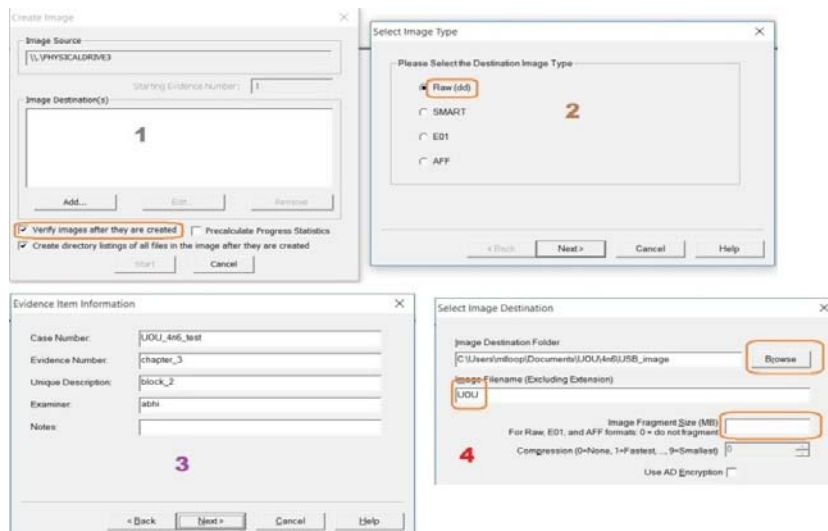 Create Image
Image Source
\\.\PHYSICALDRIVE3
Starting Evidence Number: 1
Image Destination(s)
1
Add... Edit... Remove
Verify images after they are created Precalculate Progress Statistics
Create directory listings of all files in the image after they are created
Start Cancel
Select Image Type
Please Select the Destination Image Type
Raw (dd)
SMART
E01
AFF
2
< Back Next > Cancel Help
Evidence Item Information
Case Number: UOU_4n6_test
Evidence Number: chapter_3
Unique Description: block_2
Examiner: abhi
Notes:
3
< Back Next > Cancel Help
Select Image Destination
Image Destination Folder
C:\Users\mfloop\Documents\UOU\4n6\USB_image Browse
Image Filename (Excluding Extension)
UOU
Image Fragment Size (MB)
For Raw, E01, and AFF formats: 0 = do not fragment
4
Compression (0=None, 1=Fastest, ..., 9=Smallest) 0
Use AD Encryption